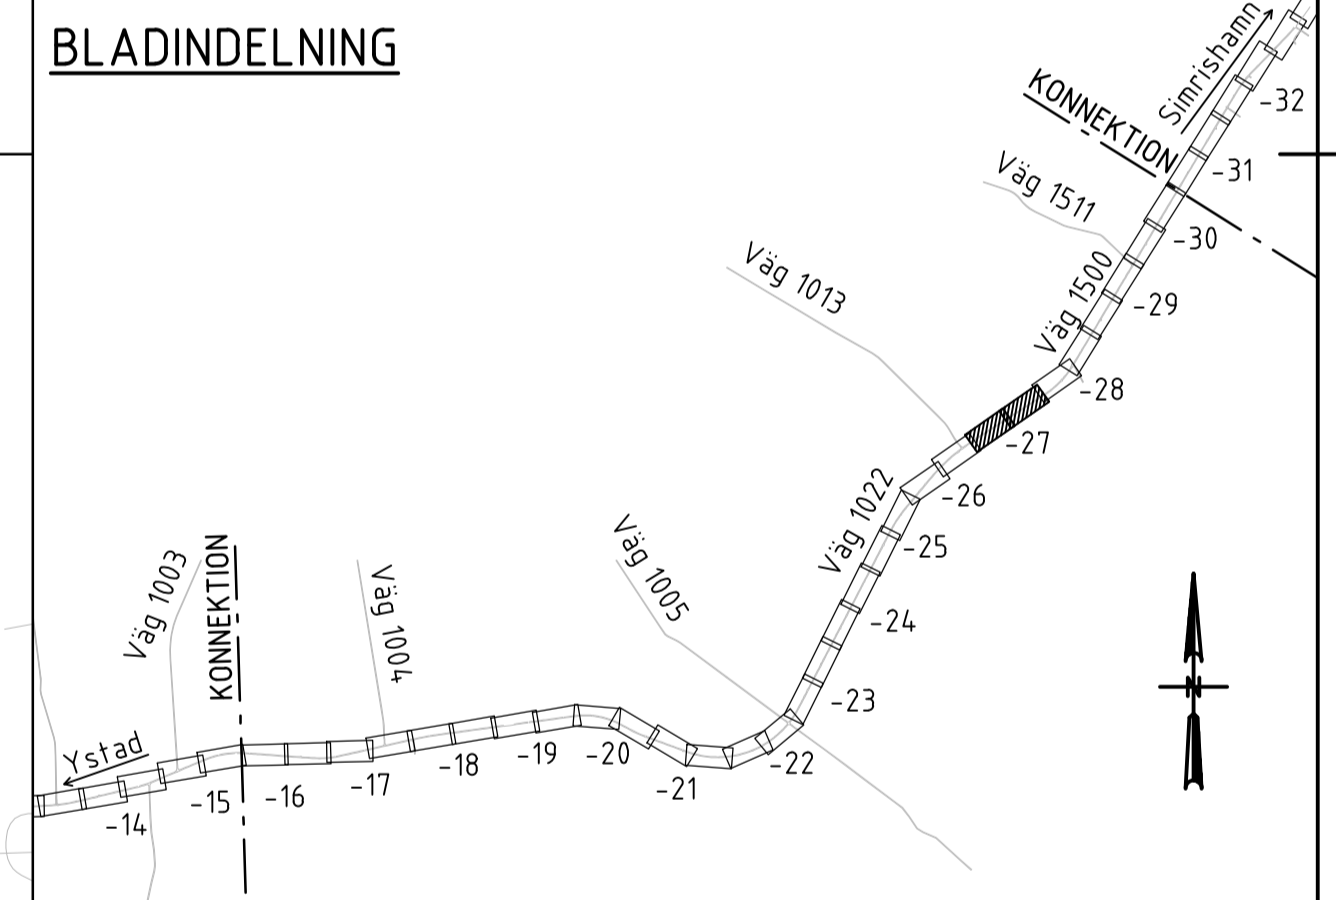 BLADINDELNING
Simrishamn
KONNEKTION
-32
-31
Väg 1511
-30
Väg 1013
Väg 1500
-29
-28
-27
Väg 1022
-26
-25
Väg 1005
Väg 1003
KONNEKTION
Väg 1004
-24
-23
N
Ystad
-22
-21
-20
-19
-18
-17
-16
-15
-14